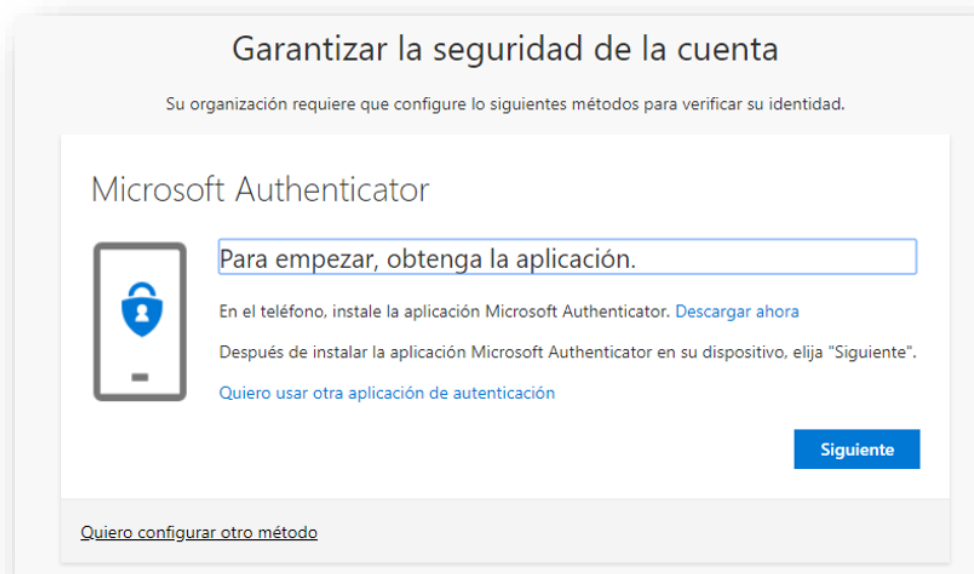 Garantizar la seguridad de la cuenta
Su organización requiere que configure lo siguientes métodos para verificar su identidad.
Microsoft Authenticator
Para empezar, obtenga la aplicación.
En el teléfono, instale la aplicación Microsoft Authenticator. Descargar ahora
Después de instalar la aplicación Microsoft Authenticator en su dispositivo, elija "Siguiente".
Quiero usar otra aplicación de autenticación
Siguiente
Quiero configurar otro método